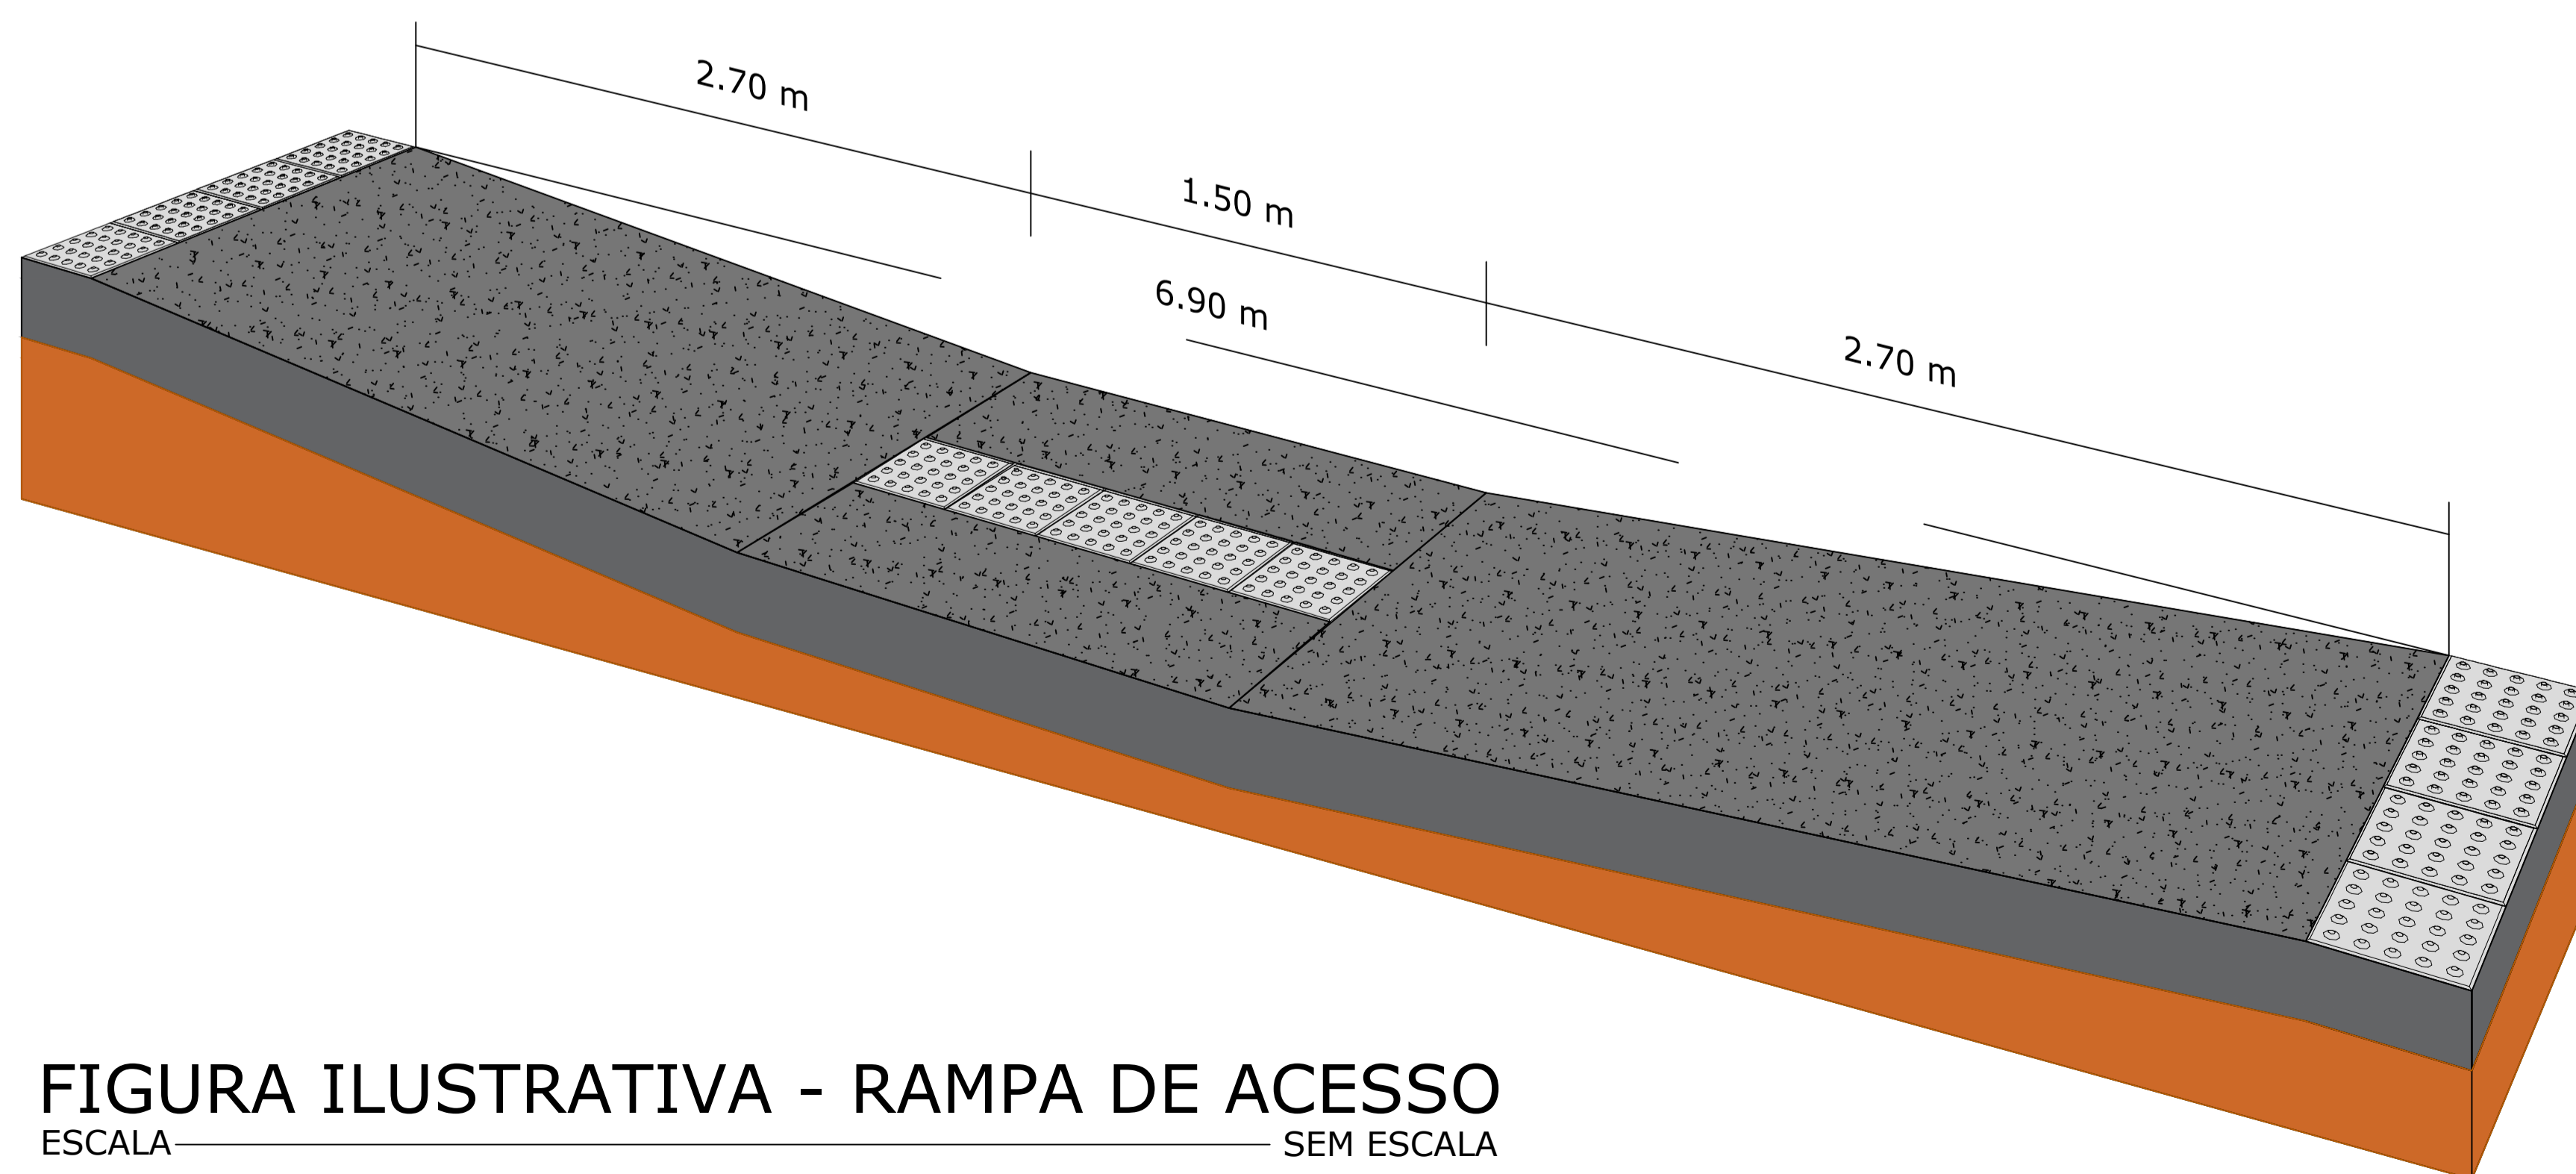 2.70 m
1.50 m
6.90 m
2.70 m
FIGURA ILUSTRATIVA - RAMPA DE ACESSO
ESCALA SEM ESCALA